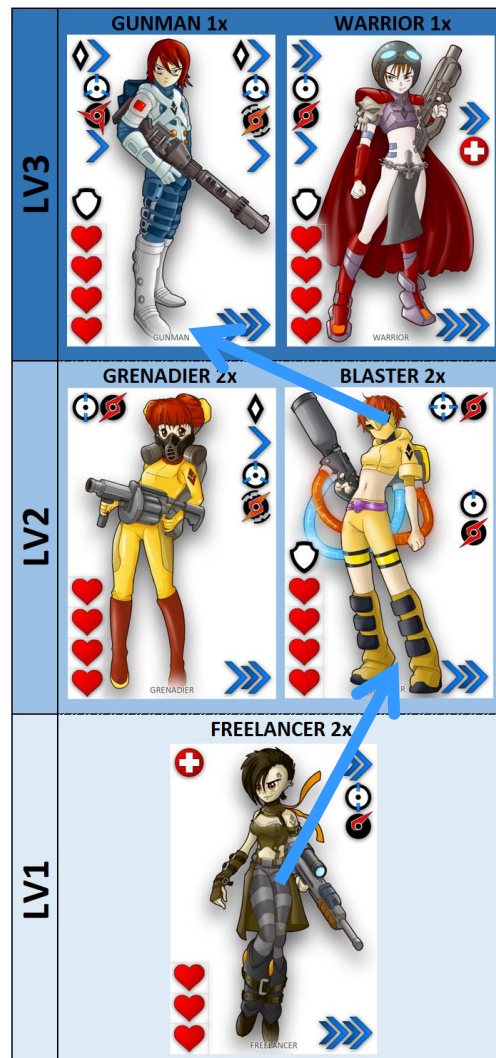 GUNMAN 1x
WARRIOR 1x
LV3
GUNMAN
WARRIOR
GRENADIER 2x
BLASTER 2x
LV2
GRENADIER
FREELANCER 2x
LV1
FREELANCER